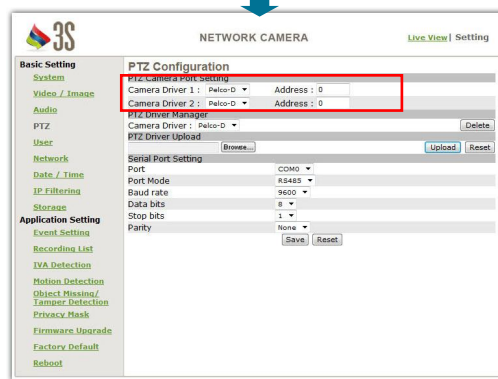 3S
NETWORK CAMERA
Live View | Setting
Basic Setting
System
Video / Image
Audio
PTZ
User
Network
Date / Time
IP Filtering
Storage
Application Setting
Event Setting
Recording List
IVA Detection
Motion Detection
Object Missing/
Tamper Detection
Privacy Mask
Firmware Upgrade
Factory Default
Reboot
PTZ Configuration
PTZ Camera Port Setting
Camera Driver 1 : Pelco-D Address : 0
Camera Driver 2 : Pelco-D Address : 0
PTZ Driver Manager
Camera Driver : Pelco-D Delete
PTZ Driver Upload
Browse... Upload Reset
Serial Port Setting
Port COM0
Port Mode RS485
Baud rate 9600
Data bits 8
Stop bits 1
Parity None
Save Reset